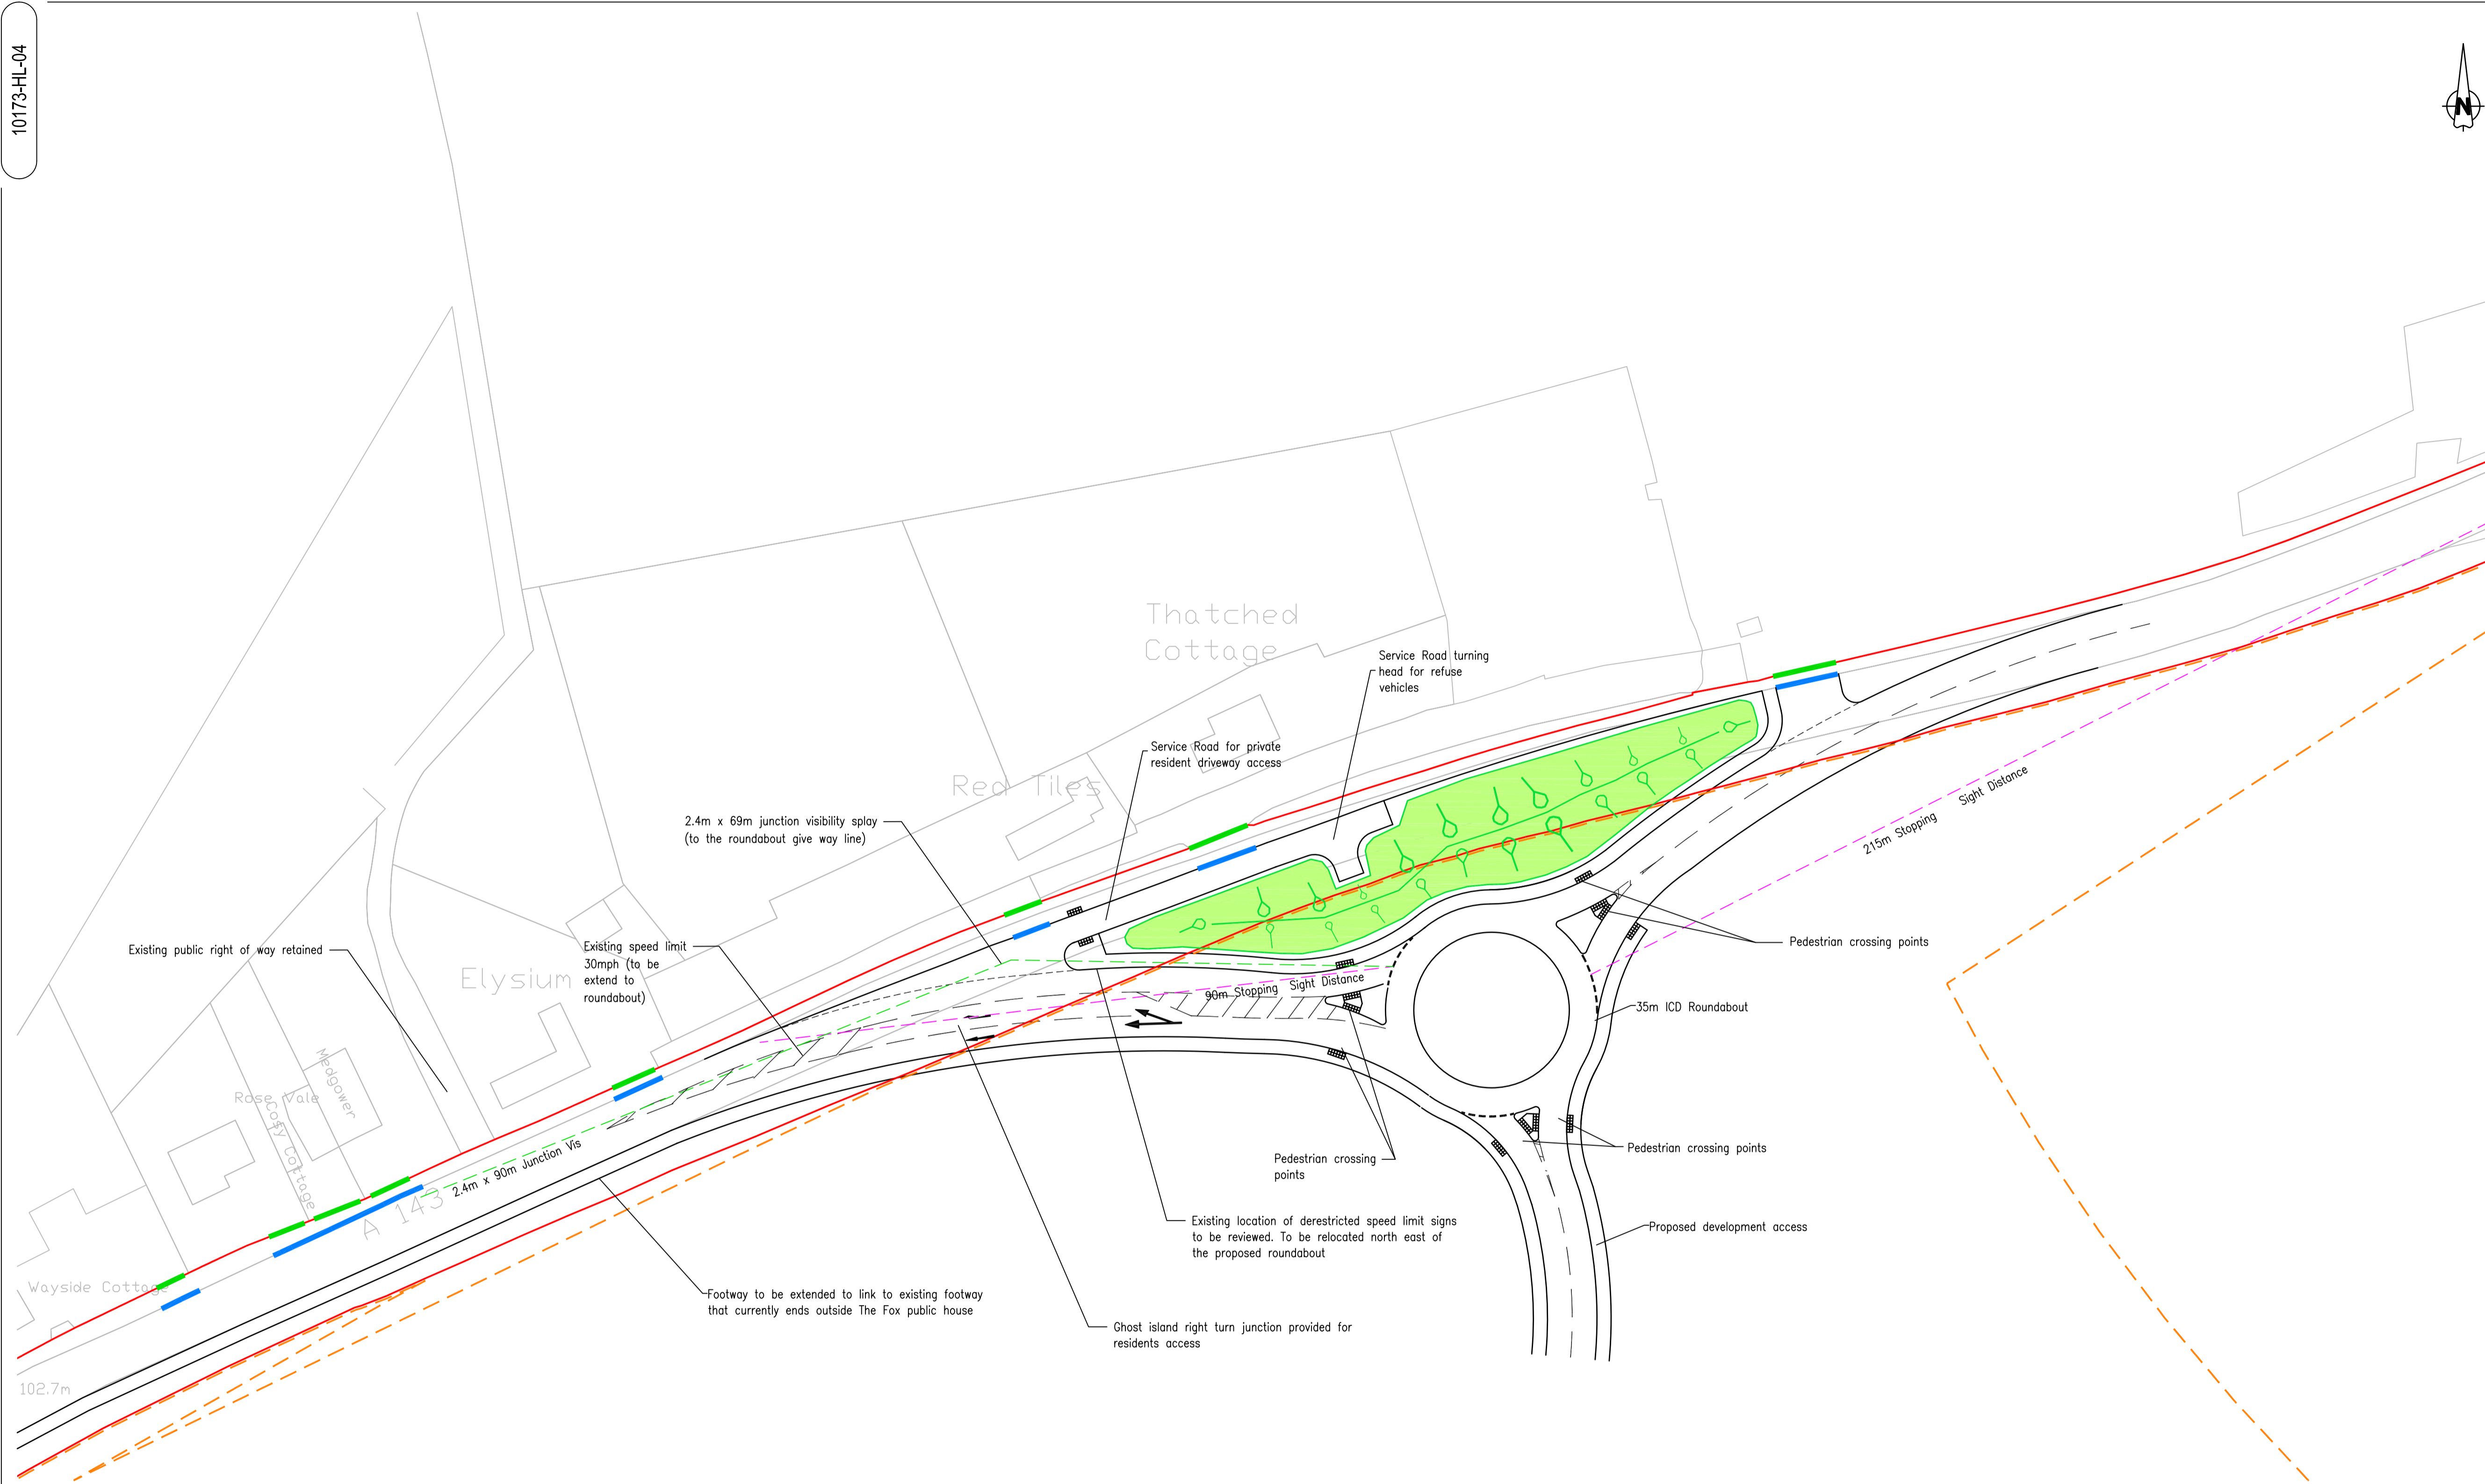 10173-HL-04
N
Thatched
Cottage
Service Road turning
head for refuse
vehicles
Service Road for private
resident driveway access
Red Tiles
2.4m x 69m junction visibility splay
(to the roundabout give way line)
215m Stopping Sight Distance
Existing public right of way retained
Existing speed limit
30mph (to be
extend to
roundabout)
Elysium
Pedestrian crossing points
90m Stopping Sight Distance
35m ICD Roundabout
Medgower
Rose Vale
Cosy Cottage
2.4m x 90m Junction Vis
A 143
Pedestrian crossing
points
Pedestrian crossing points
Existing location of derestricted speed limit signs
to be reviewed. To be relocated north east of
the proposed roundabout
Proposed development access
Wayside Cottage
Footway to be extended to link to existing footway
that currently ends outside The Fox public house
Ghost island right turn junction provided for
residents access
102.7m